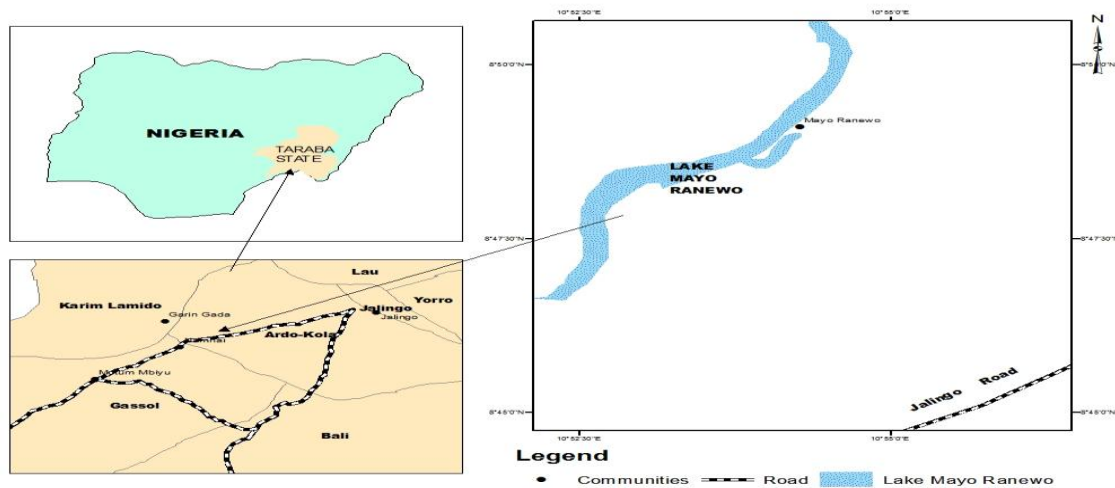 NIGERIA
TARABA
STATE
Lau
Karim Lamido
Yorro
Garin Gada
Jalingo
Jalingo
Ardo-Kola
Mutum Mbiyu
Gassol
Bali
10°52'30"E
10°55'0"E
N
8°50'0"N
8°50'0"N
Mayo Ranewo
LAKE
MAYO
RANEWO
8°47'30"N
8°47'30"N
Jalingo Road
8°45'0"N
8°45'0"N
10°52'30"E
10°55'0"E
Legend
Communities
Road
Lake Mayo Ranewo